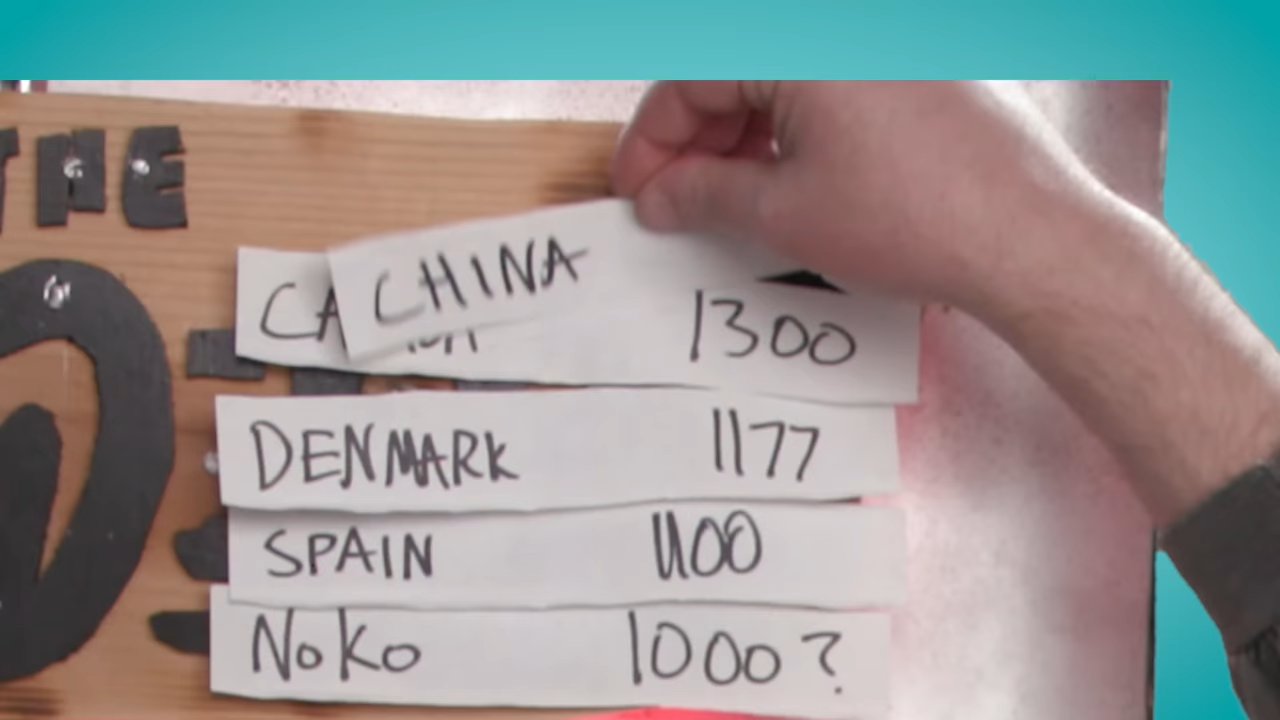 THE
CHINA
CA 1300
DENMARK 1177
SPAIN 1100
NoKo 1000?